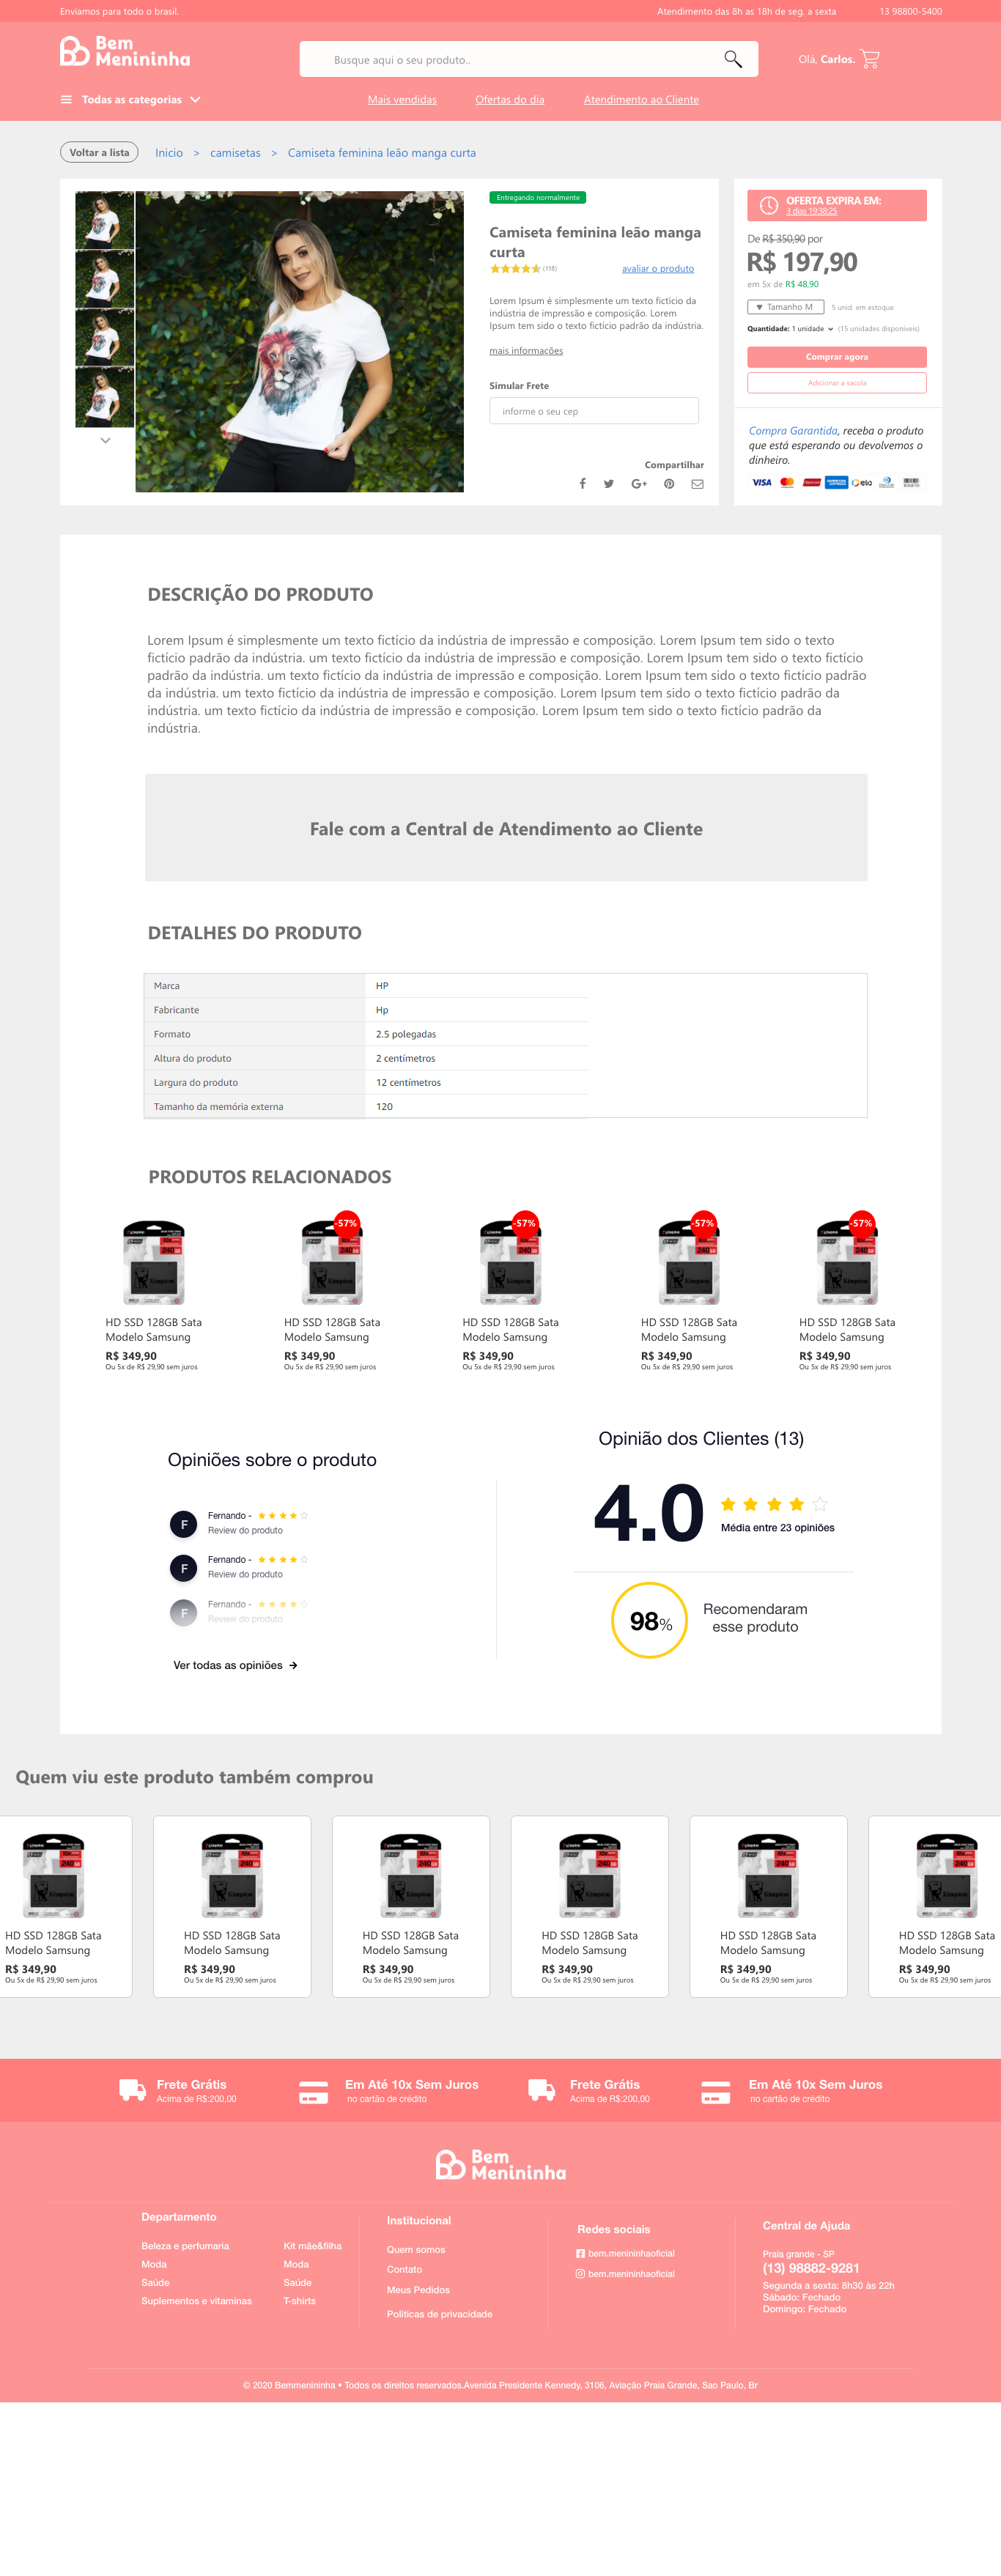 Enviamos para todo o brasil.
Atendimento das 8h as 18h de seg. a sexta
13 98800-5400
Bem
Menininha
Busque aqui o seu produto..
Olá, Carlos.
Todas as categorias
Mais vendidas
Ofertas do dia
Atendimento ao Cliente
Voltar a lista
Inicio > camisetas > Camiseta feminina leão manga curta
Entregando normalmente
Camiseta feminina leão manga
curta
(118)
avaliar o produto
Lorem Ipsum é simplesmente um texto fictício da
indústria de impressão e composição. Lorem
Ipsum tem sido o texto fictício padrão da indústria.
mais informações
Simular Frete
informe o seu cep
Compartilhar
OFERTA EXPIRA EM:
3 dias 19:38:25
De R$ 350,90 por
R$ 197,90
em 5x de R$ 48,90
Tamanho M
5 unid. em estoque
Quantidade: 1 unidade (15 unidades disponíveis)
Comprar agora
Adicionar a sacola
Compra Garantida, receba o produto
que está esperando ou devolvemos o
dinheiro.
VISA
elo
DESCRIÇÃO DO PRODUTO
Lorem Ipsum é simplesmente um texto fictício da indústria de impressão e composição. Lorem Ipsum tem sido o texto
fictício padrão da indústria. um texto fictício da indústria de impressão e composição. Lorem Ipsum tem sido o texto fictício
padrão da indústria. um texto fictício da indústria de impressão e composição. Lorem Ipsum tem sido o texto fictício padrão
da indústria. um texto fictício da indústria de impressão e composição. Lorem Ipsum tem sido o texto fictício padrão da
indústria. um texto fictício da indústria de impressão e composição. Lorem Ipsum tem sido o texto fictício padrão da
indústria.
Fale com a Central de Atendimento ao Cliente
DETALHES DO PRODUTO
Marca HP
Fabricante Hp
Formato 2.5 polegadas
Altura do produto 2 centímetros
Largura do produto 12 centímetros
Tamanho da memória externa 120
PRODUTOS RELACIONADOS
-57%
-57%
-57%
-57%
HD SSD 128GB Sata
Modelo Samsung
R$ 349,90
Ou 5x de R$ 29,90 sem juros
HD SSD 128GB Sata
Modelo Samsung
R$ 349,90
Ou 5x de R$ 29,90 sem juros
HD SSD 128GB Sata
Modelo Samsung
R$ 349,90
Ou 5x de R$ 29,90 sem juros
HD SSD 128GB Sata
Modelo Samsung
R$ 349,90
Ou 5x de R$ 29,90 sem juros
HD SSD 128GB Sata
Modelo Samsung
R$ 349,90
Ou 5x de R$ 29,90 sem juros
Opiniões sobre o produto
F
Fernando -
Review do produto
F
Fernando -
Review do produto
F
Fernando -
Review do produto
Ver todas as opiniões
Opinião dos Clientes (13)
4.0
Média entre 23 opiniões
98%
Recomendaram
esse produto
Quem viu este produto também comprou
HD SSD 128GB Sata
Modelo Samsung
R$ 349,90
Ou 5x de R$ 29,90 sem juros
HD SSD 128GB Sata
Modelo Samsung
R$ 349,90
Ou 5x de R$ 29,90 sem juros
HD SSD 128GB Sata
Modelo Samsung
R$ 349,90
Ou 5x de R$ 29,90 sem juros
HD SSD 128GB Sata
Modelo Samsung
R$ 349,90
Ou 5x de R$ 29,90 sem juros
HD SSD 128GB Sata
Modelo Samsung
R$ 349,90
Ou 5x de R$ 29,90 sem juros
HD SSD 128GB Sata
Modelo Samsung
R$ 349,90
Ou 5x de R$ 29,90 sem juros
Frete Grátis
Acima de R$:200,00
Em Até 10x Sem Juros
no cartão de crédito
Frete Grátis
Acima de R$:200,00
Em Até 10x Sem Juros
no cartão de crédito
Bem
Menininha
Departamento
Beleza e perfumaria
Moda
Saúde
Suplementos e vitaminas
Kit mãe&filha
Moda
Saúde
T-shirts
Institucional
Quem somos
Contato
Meus Pedidos
Políticas de privacidade
Redes sociais
bem.menininhaoficial
bem.menininhaoficial
Central de Ajuda
Praia grande - SP
(13) 98882-9281
Segunda a sexta: 8h30 às 22h
Sábado: Fechado
Domingo: Fechado
© 2020 Bemmenininha • Todos os direitos reservados.Avenida Presidente Kennedy, 3106, Aviação Praia Grande, Sao Paulo, Br